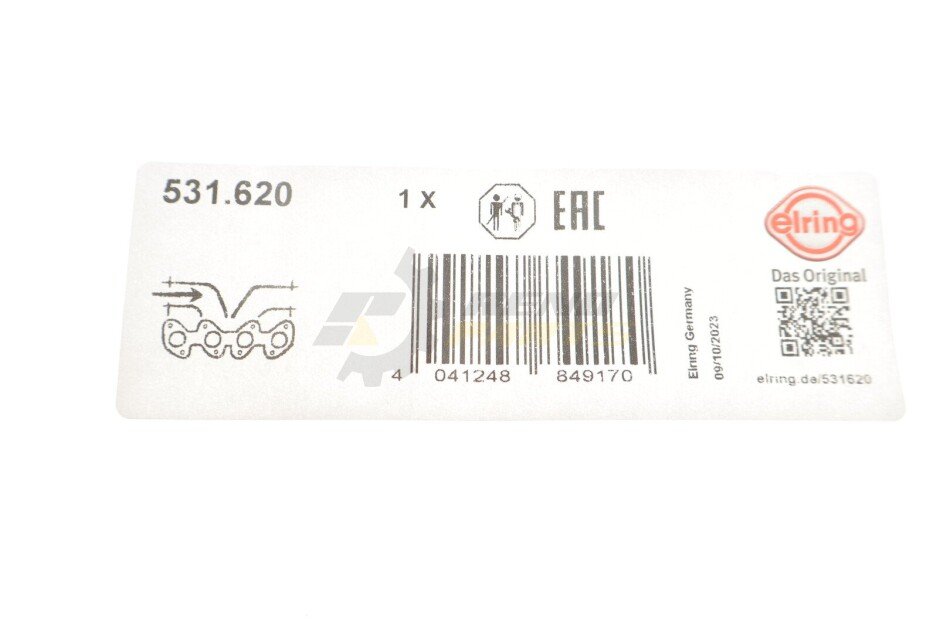 531.620
1 X
EAC
elring
Das Original
elring.de/531620
Elring Germany
09/10/2023
4 041248 849170